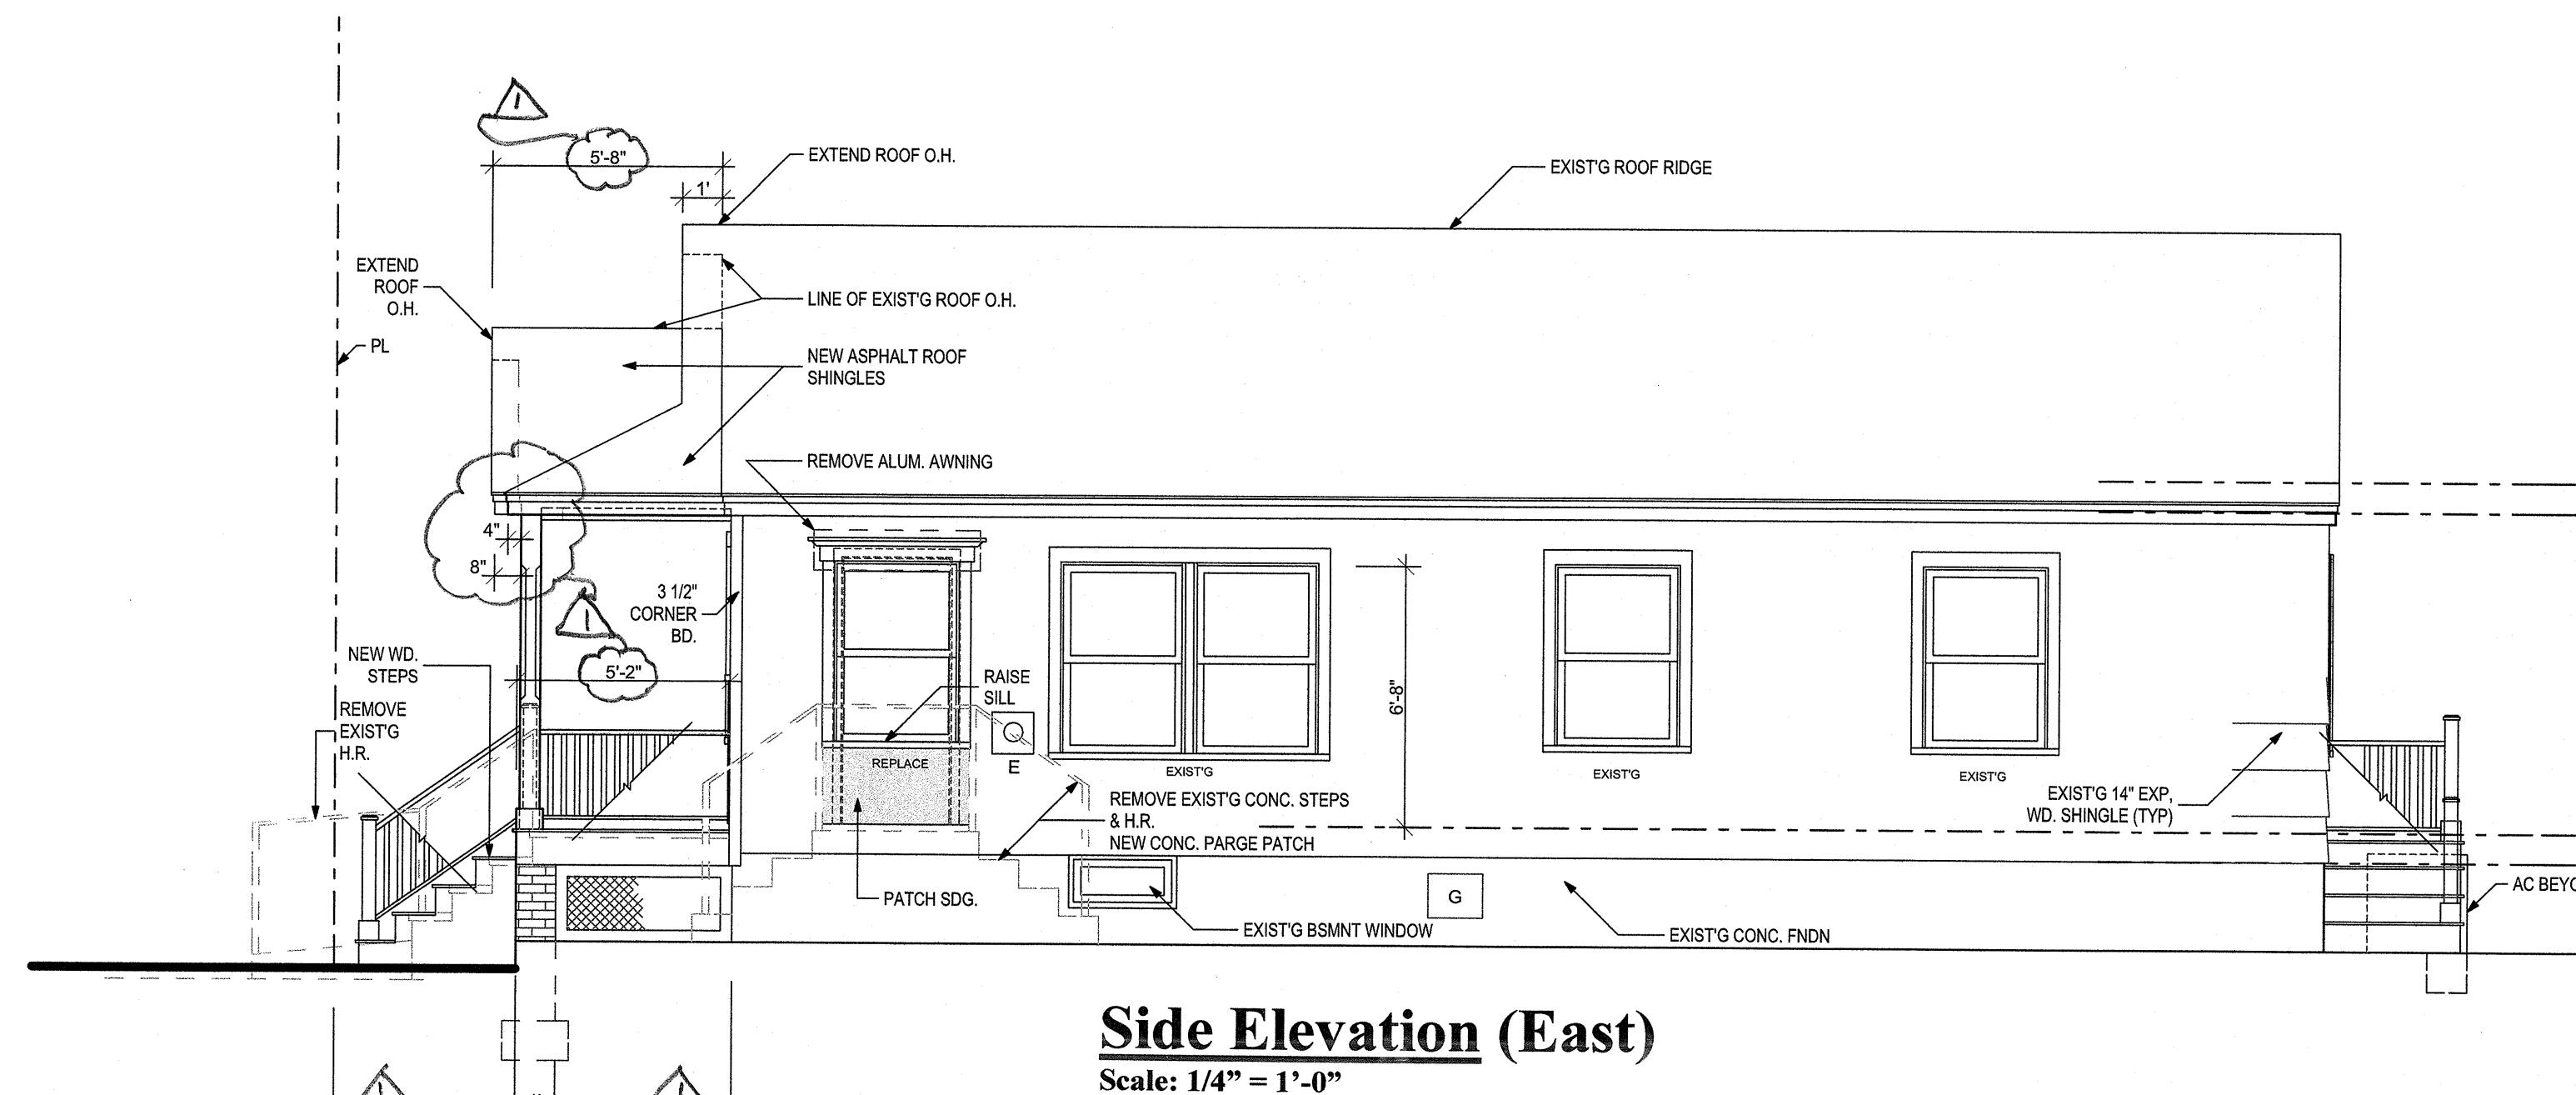 1
5'-8"
1'
EXTEND ROOF O.H.
EXIST'G ROOF RIDGE
EXTEND
ROOF
O.H.
LINE OF EXIST'G ROOF O.H.
PL
NEW ASPHALT ROOF
SHINGLES
REMOVE ALUM. AWNING
4"
8"
3 1/2"
CORNER
BD.
1
5'-2"
NEW WD.
STEPS
RAISE
SILL
6'-8"
REMOVE
EXIST'G
H.R.
E
REPLACE
EXIST'G
EXIST'G
EXIST'G
REMOVE EXIST'G CONC. STEPS
& H.R.
NEW CONC. PARGE PATCH
EXIST'G 14" EXP,
WD. SHINGLE (TYP)
PATCH SDG.
G
AC BEYO
EXIST'G BSMNT WINDOW
EXIST'G CONC. FNDN
Side Elevation (East)
Scale: 1/4" = 1'-0"